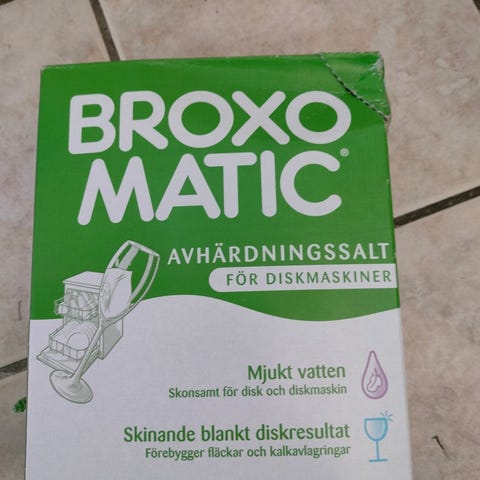 BROXO
MATIC®
AVHÄRDNINGSSALT
FÖR DISKMASKINER
Mjukt vatten
Skonsamt för disk och diskmaskin
Skinande blankt diskresultat
Förebygger fläckar och kalkavlagringar